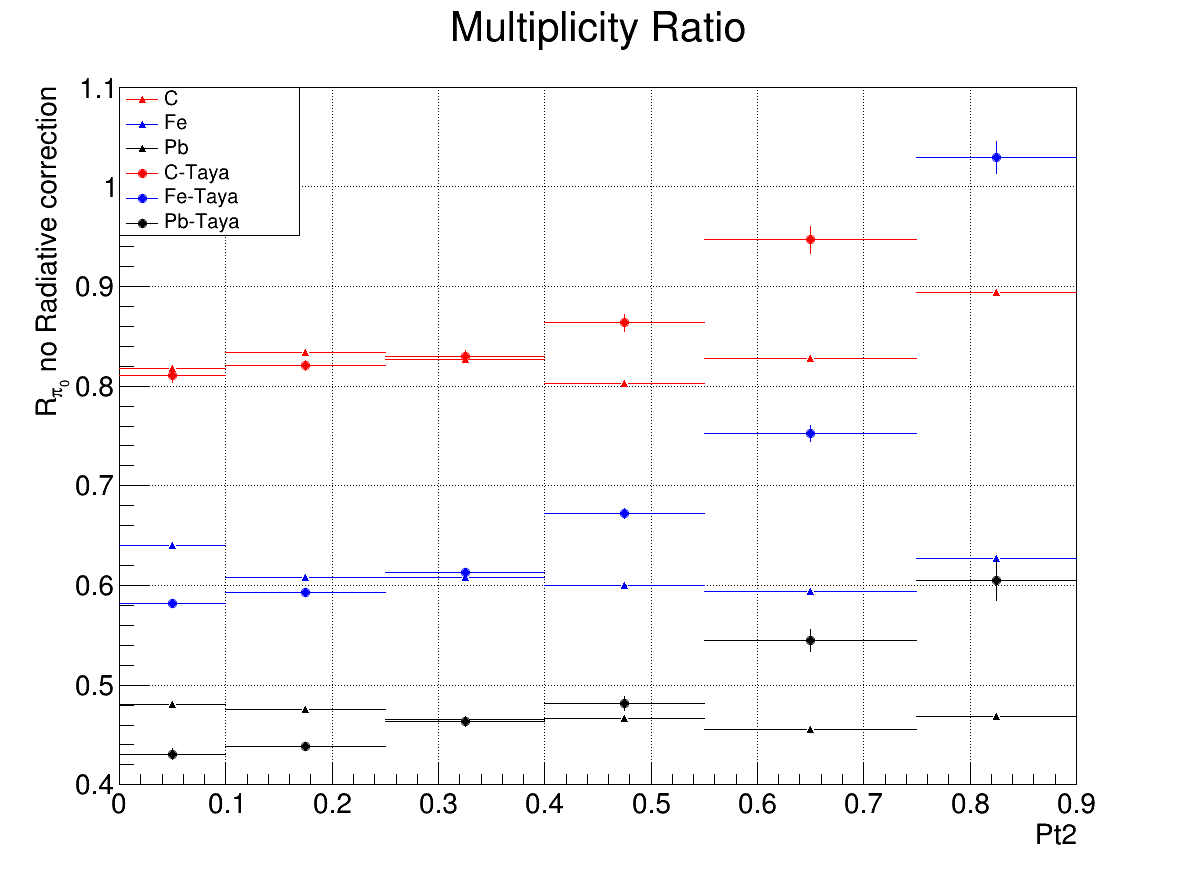 Multiplicity Ratio
R_{π_0} no Radiative correction
1.1
1
0.9
0.8
0.7
0.6
0.5
0.4
C
Fe
Pb
C-Taya
Fe-Taya
Pb-Taya
0 0.1 0.2 0.3 0.4 0.5 0.6 0.7 0.8 0.9
Pt2